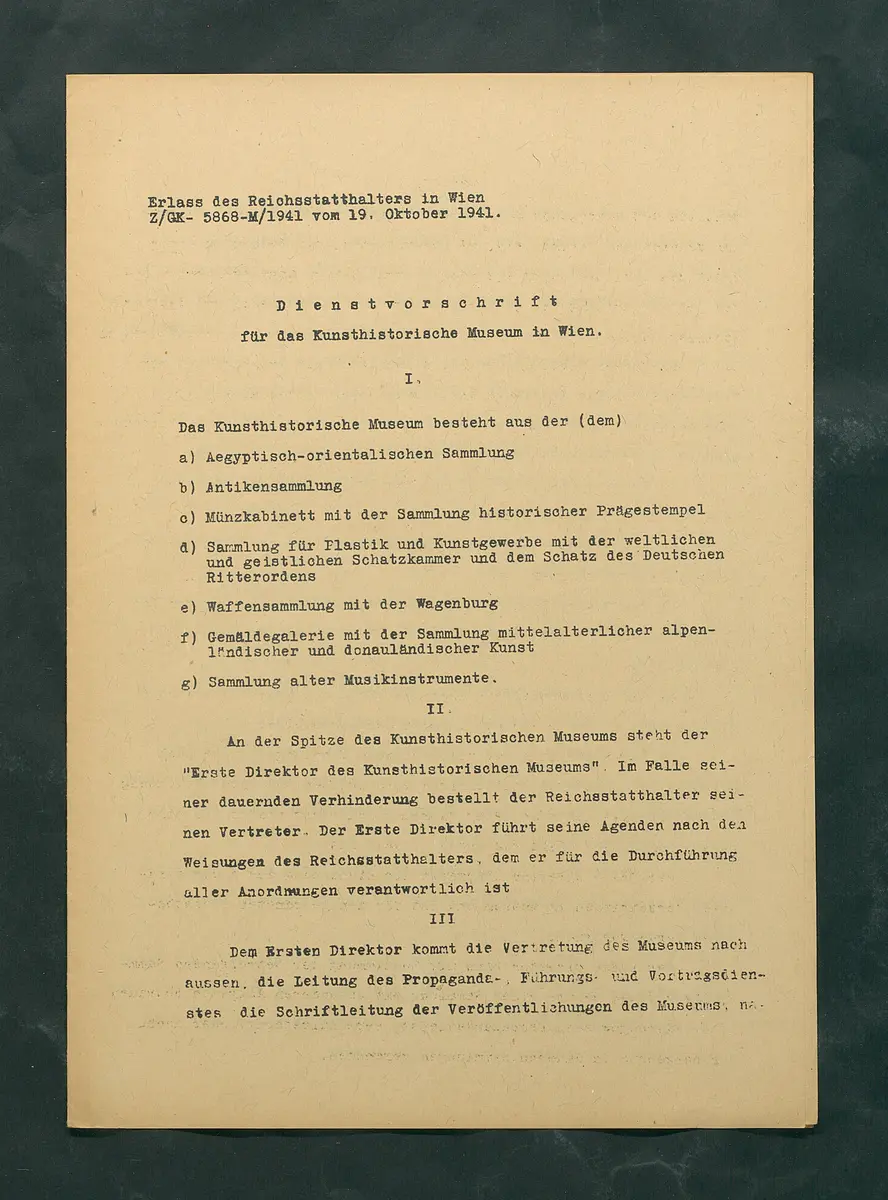 Erlass des Reichsstatthalters in Wien
Z/GK- 5868-M/1941 vom 19. Oktober 1941.
D i e n s t v o r s c h r i f t
für das Kunsthistorische Museum in Wien.
I.
Das Kunsthistorische Museum besteht aus der (dem)
a) Aegyptisch-orientalischen Sammlung
b) Antikensammlung
c) Münzkabinett mit der Sammlung historischer Prägestempel
d) Sammlung für Plastik und Kunstgewerbe mit der weltlichen
und geistlichen Schatzkammer und dem Schatz des Deutschen
Ritterordens
e) Waffensammlung mit der Wagenburg
f) Gemäldegalerie mit der Sammlung mittelalterlicher alpen-
ländischer und donauländischer Kunst
g) Sammlung alter Musikinstrumente.
II.
An der Spitze des Kunsthistorischen Museums steht der
"Erste Direktor des Kunsthistorischen Museums". Im Falle sei-
ner dauernden Verhinderung bestellt der Reichsstatthalter sei-
nen Vertreter. Der Erste Direktor führt seine Agenden nach den
Weisungen des Reichsstatthalters, dem er für die Durchführung
aller Anordnungen verantwortlich ist
III
Dem Ersten Direktor kommt die Vertretung des Museums nach
aussen, die Leitung des Propaganda-, Führungs- und Vortragsdien-
stes die Schriftleitung der Veröffentlichungen des Museums,